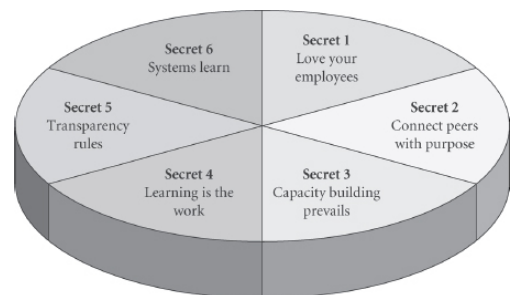 Secret 1
Love your
employees
Secret 2
Connect peers
with purpose
Secret 3
Capacity building
prevails
Secret 4
Learning is the
work
Secret 5
Transparency
rules
Secret 6
Systems learn